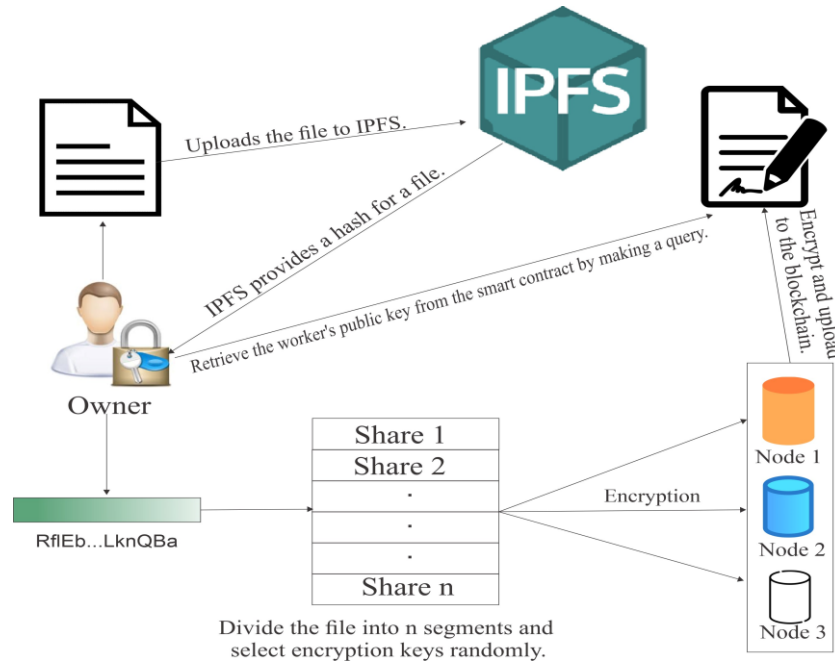 IPFS
Uploads the file to IPFS.
IPFS provides a hash for a file.
Retrieve the worker's public key from the smart contract by making a query.
Encrypt and upload
to the blockchain.
Owner
RflEb...LknQBa
Share 1
Share 2
.
.
.
Share n
Divide the file into n segments and
select encryption keys randomly.
Encryption
Node 1
Node 2
Node 3